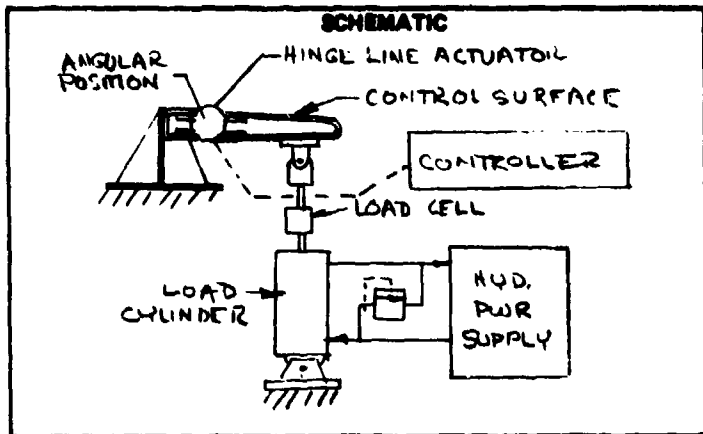 SCHEMATIC
ANGULAR
POSITION
HINGE LINE ACTUATOR
CONTROL SURFACE
CONTROLLER
LOAD CELL
LOAD
CYLINDER
HYD.
PWR
SUPPLY